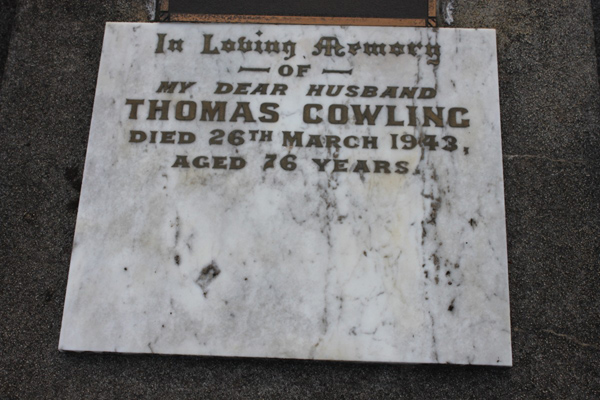 In Loving Memory
— OF —
MY DEAR HUSBAND
THOMAS COWLING
DIED 26TH MARCH 1943,
AGED 76 YEARS.